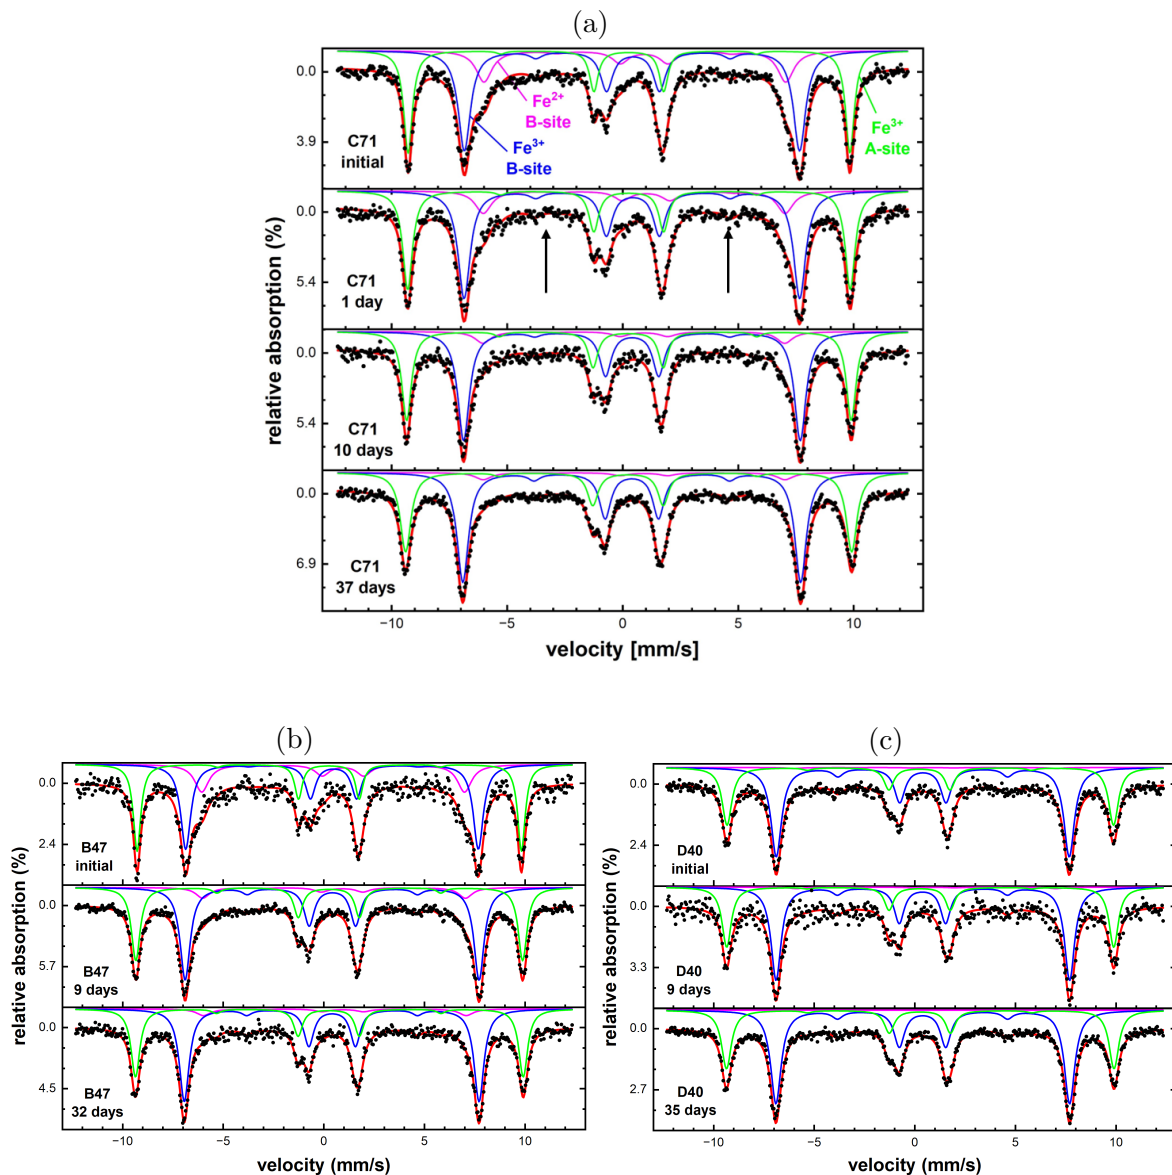 (a)
relative absorption (%)
0.0
3.9
C71
initial
Fe²⁺
B-site
Fe³⁺
B-site
Fe³⁺
A-site
0.0
5.4
C71
1 day
0.0
5.4
C71
10 days
0.0
6.9
C71
37 days
−10 −5 0 5 10
velocity [mm/s]
(b)
relative absorption (%)
0.0
2.4
B47
initial
0.0
5.7
B47
9 days
0.0
4.5
B47
32 days
−10 −5 0 5 10
velocity (mm/s)
(c)
relative absorption (%)
0.0
2.4
D40
initial
0.0
3.3
D40
9 days
0.0
2.7
D40
35 days
−10 −5 0 5 10
velocity (mm/s)